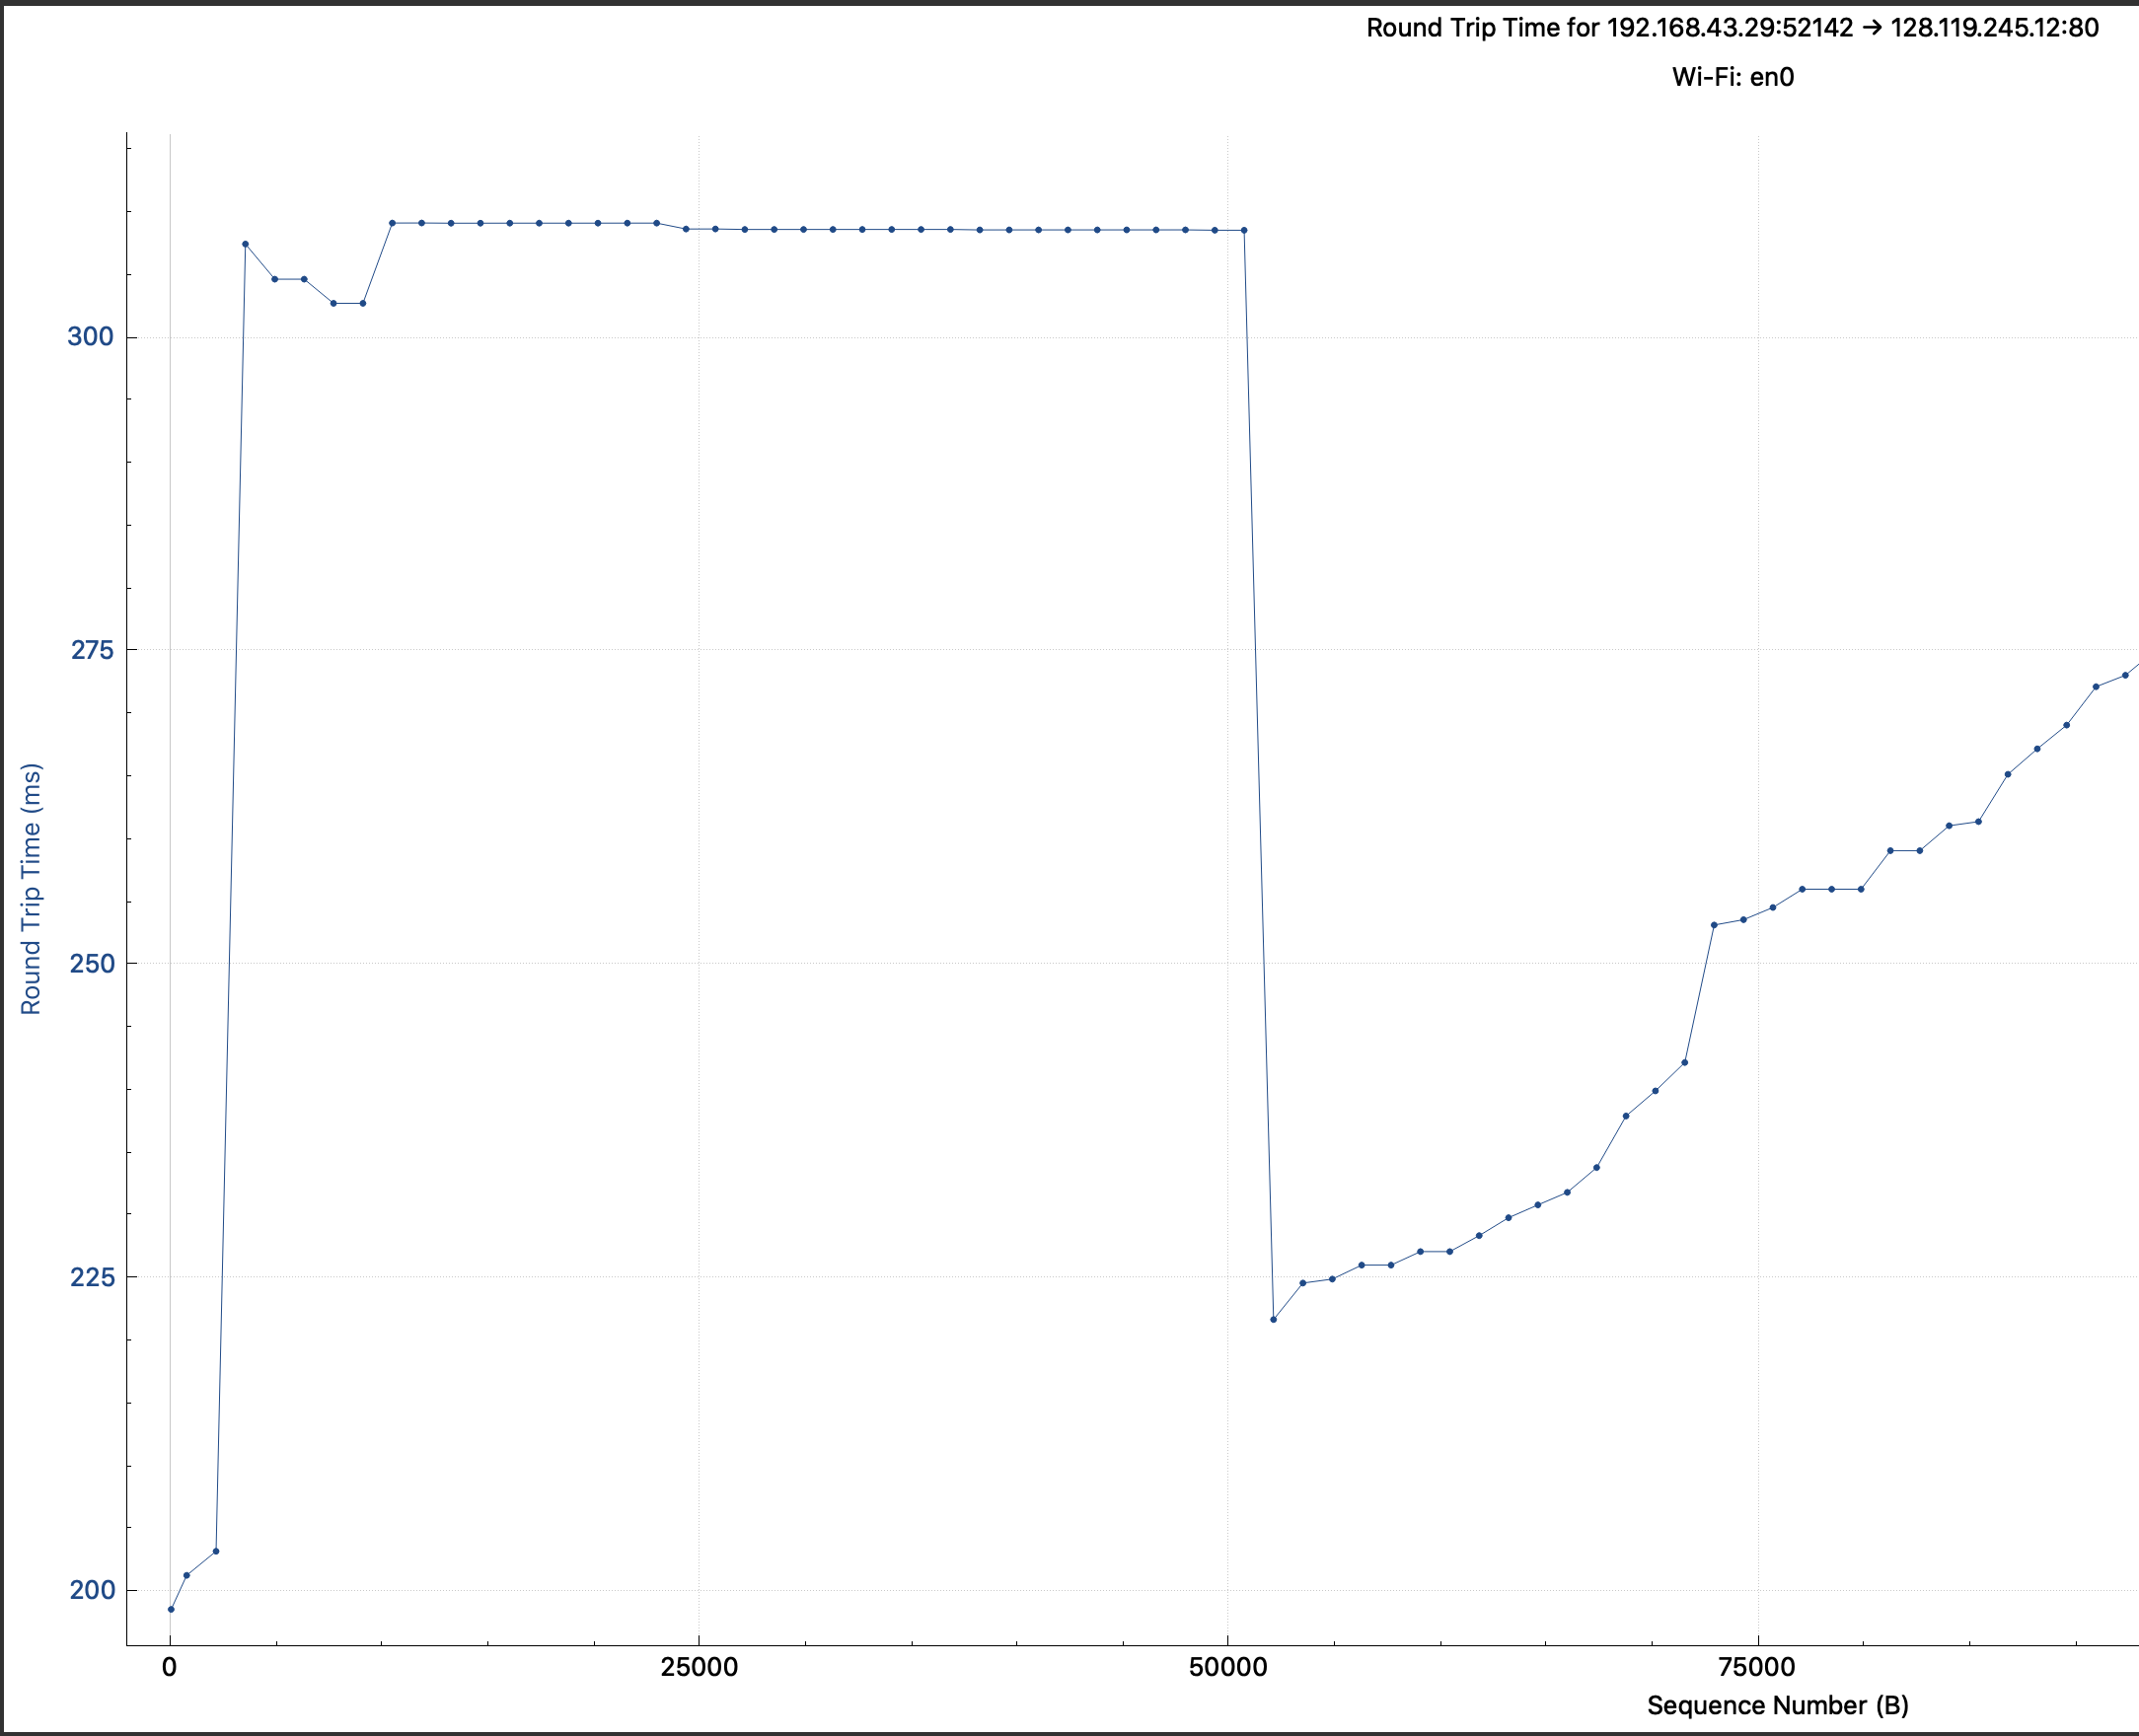 Round Trip Time for 192.168.43.29:52142 → 128.119.245.12:80
Wi-Fi: en0
300
275
250
225
200
Round Trip Time (ms)
0 25000 50000 75000
Sequence Number (B)